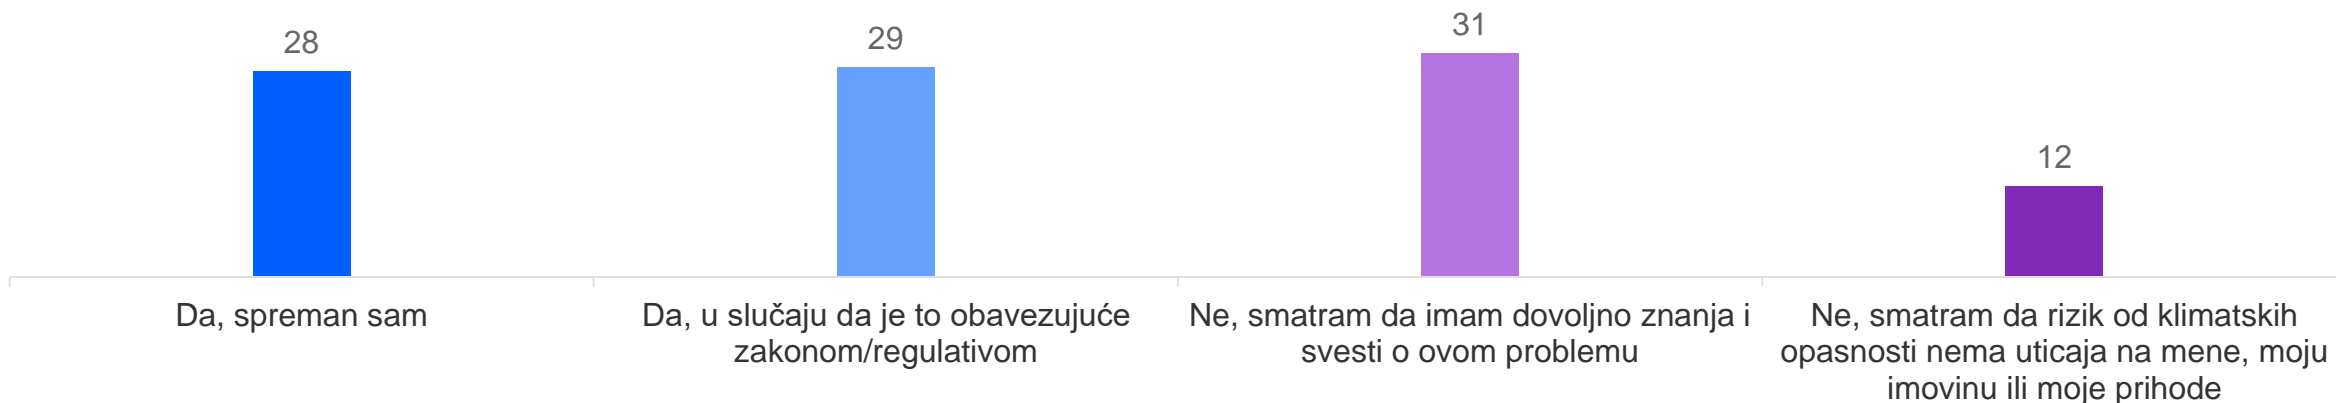 28
29
31
12
Da, spreman sam
Da, u slučaju da je to obavezujuće
zakonom/regulativom
Ne, smatram da imam dovoljno znanja i
svesti o ovom problemu
Ne, smatram da rizik od klimatskih
opasnosti nema uticaja na mene, moju
imovinu ili moje prihode